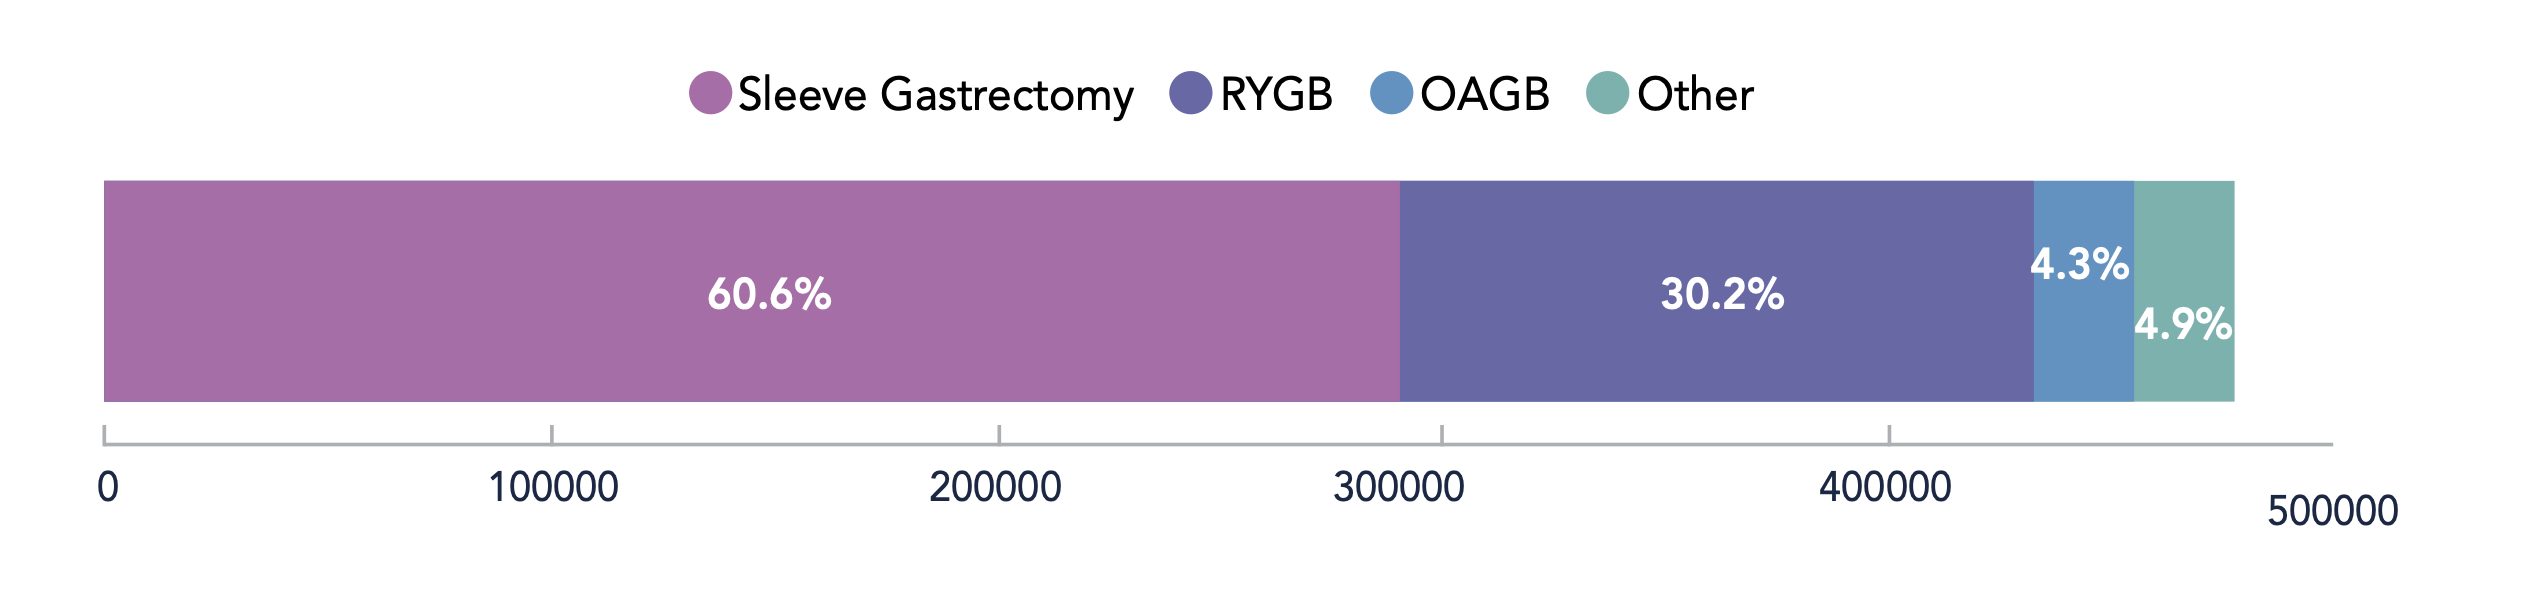 Sleeve Gastrectomy RYGB OAGB Other
60.6% 30.2% 4.3% 4.9%
0 100000 200000 300000 400000 500000